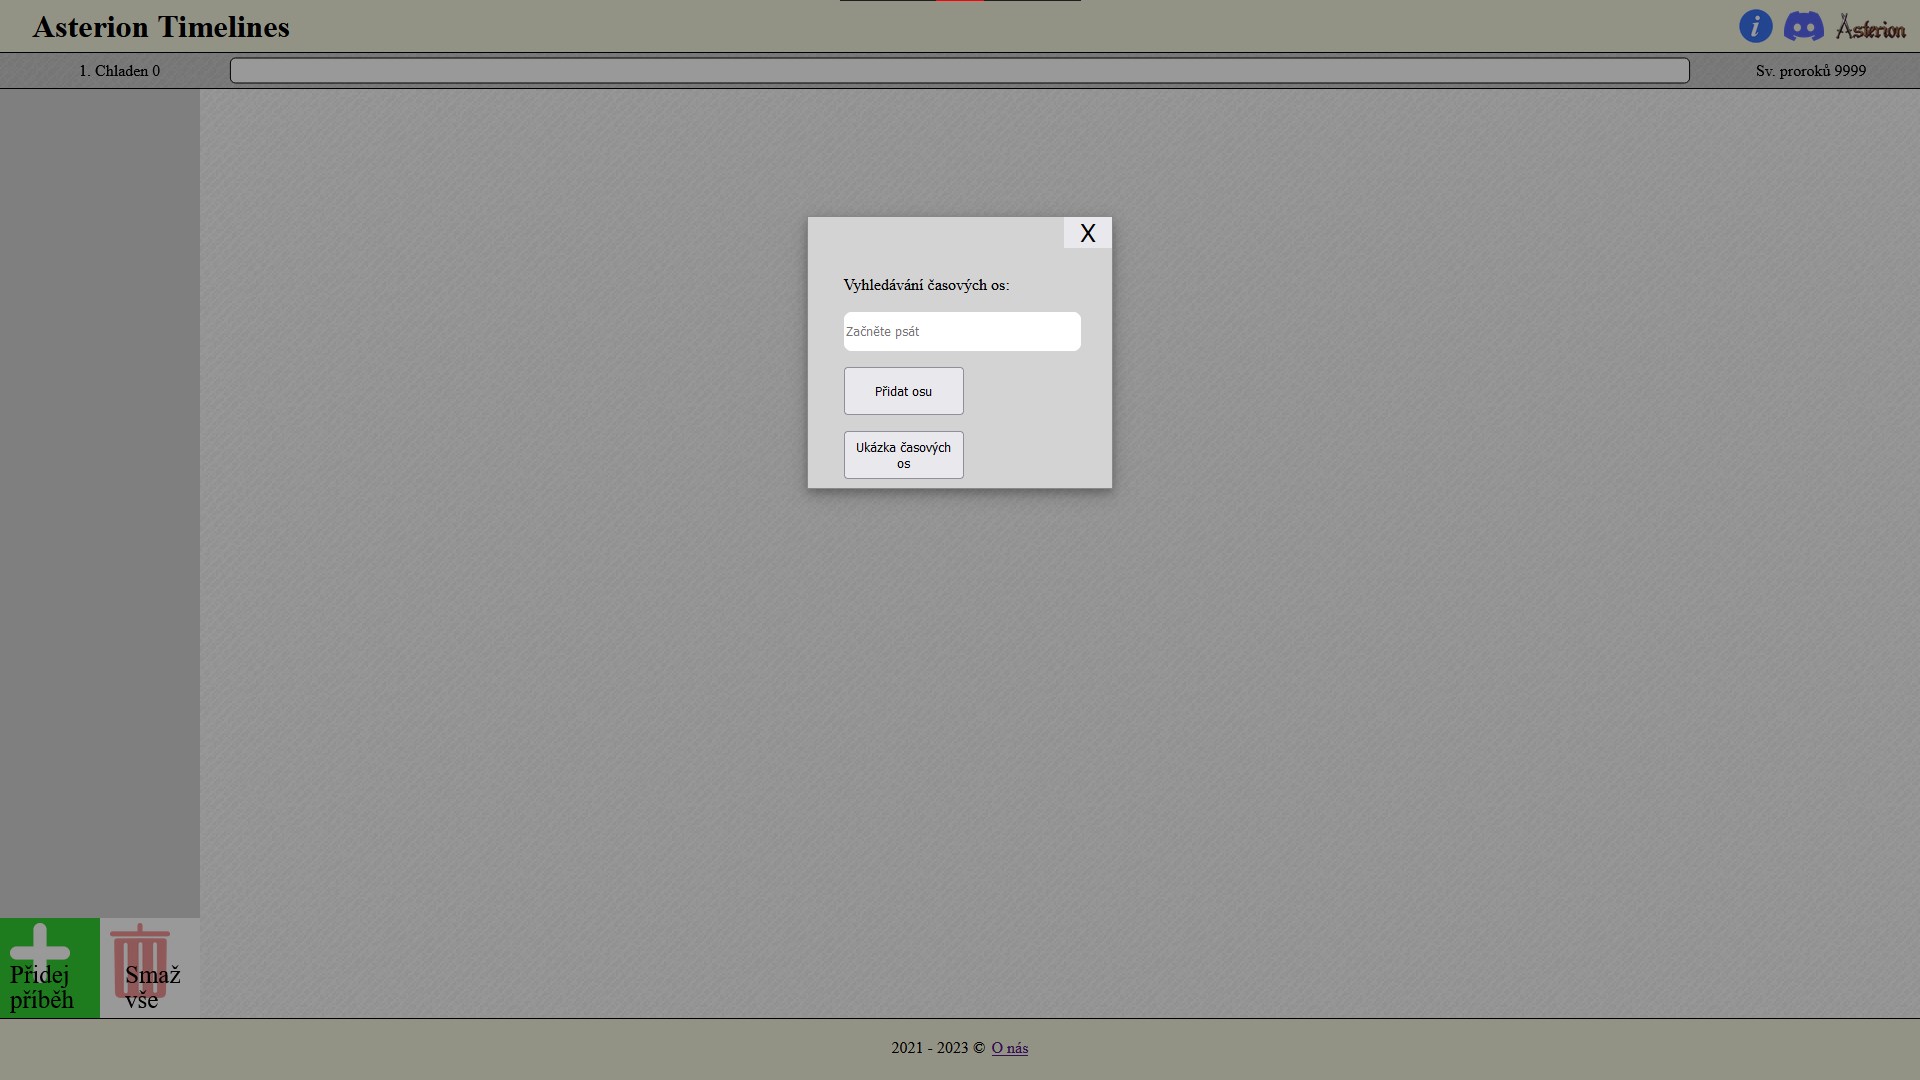 Asterion Timelines
i
Asterion
1. Chladen 0
Sv. proroků 9999
X
Vyhledávání časových os:
Začněte psát
Přidat osu
Ukázka časových
os
Přidej
příběh
Smaž
vše
2021 - 2023 © O nás